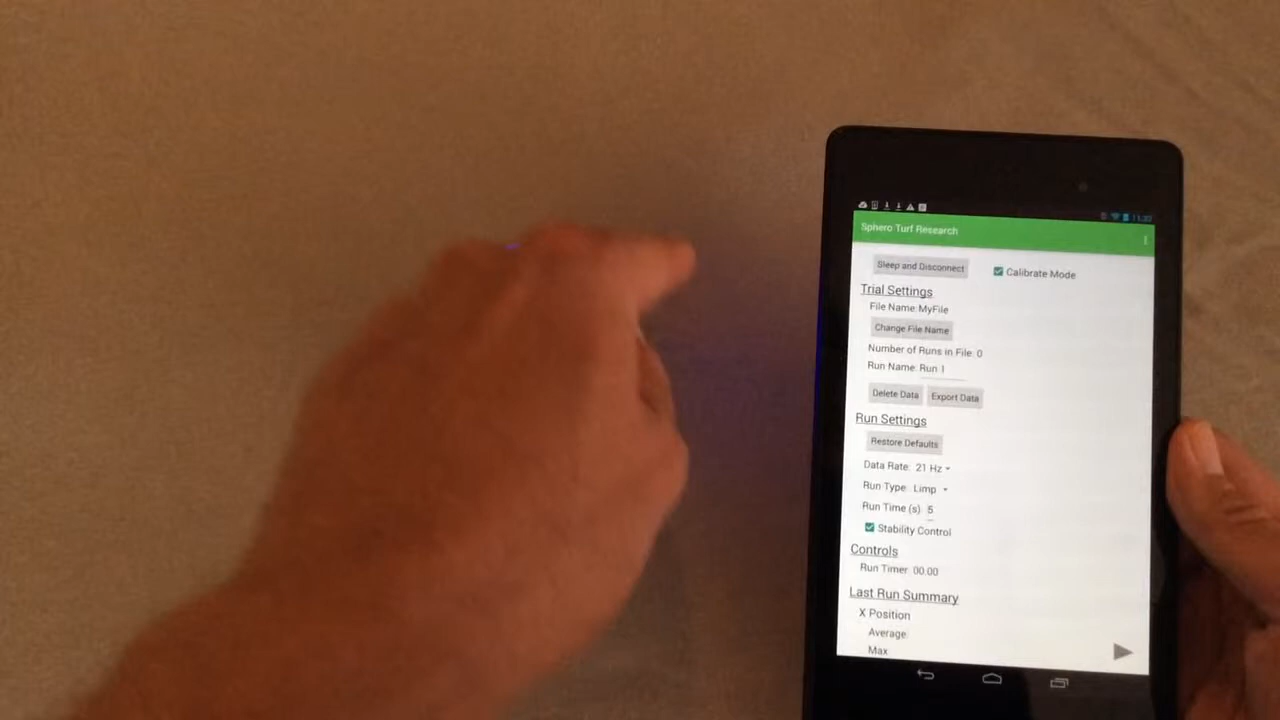 11:32
Sphero Turf Research
Sleep and Disconnect
Calibrate Mode
Trial Settings
File Name: MyFile
Change File Name
Number of Runs in File: 0
Run Name: Run 1
Delete Data Export Data
Run Settings
Restore Defaults
Data Rate: 21 Hz
Run Type: Limp
Run Time (s): 5
Stability Control
Controls
Run Timer: 00:00
Last Run Summary
X Position
Average
Max